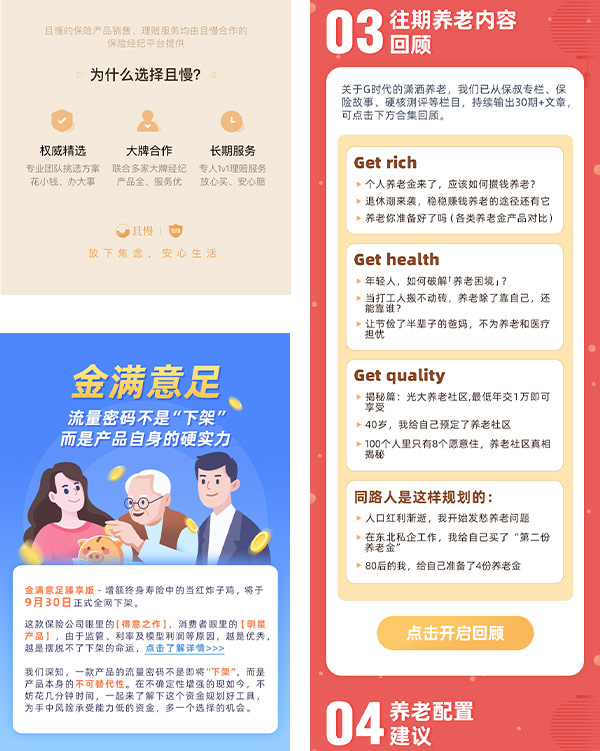 且慢的保险产品销售、理赔服务均由且慢合作的
保险经纪平台提供
为什么选择且慢?
权威精选
专业团队挑选方案
花小钱、办大事
大牌合作
联合多家大牌经纪
产品全、服务优
长期服务
专人1v1理赔服务
放心买、安心赔
且慢
放下焦虑，安心生活
金满意足
流量密码不是“下架”
而是产品自身的硬实力
金满意足臻享版 - 增额终身寿险中的当红炸子鸡，将于
9月30日正式全网下架。
这款保险公司眼里的【得意之作】，消费者眼里的【明星
产品】，由于监管、利率及模型利润等原因，越是优秀，
越是摆脱不了下架的命运，点击了解详情>>>
我们深知，一款产品的流量密码不是即将“下架”，而是
产品本身的不可替代性。在不确定性增强的现如今，不
妨花几分钟时间，一起来了解下这个资金规划好工具，
为手中风险承受能力低的资金，多一个选择的机会。
03 往期养老内容
回顾
关于G时代的潇洒养老，我们已从保叔专栏、保
险故事、硬核测评等栏目，持续输出30期+文章，
可点击下方合集回顾。
Get rich
个人养老金来了，应该如何攒钱养老?
退休潮来袭，稳稳赚钱养老的途径还有它
养老你准备好了吗（各类养老金产品对比）
Get health
年轻人，如何破解「养老困境」?
当打工人搬不动砖，养老除了靠自己，还
能靠谁?
让节俭了半辈子的爸妈，不为养老和医疗
担忧
Get quality
揭秘篇：光大养老社区,最低年交1万即可
享受
40岁，我给自己预定了养老社区
100个人里只有8个愿意住，养老社区真相
揭秘
同路人是这样规划的：
人口红利渐逝，我开始发愁养老问题
在东北私企工作，我给自己买了“第二份
养老金”
80后的我，给自己准备了4份养老金
点击开启回顾
04 养老配置
建议